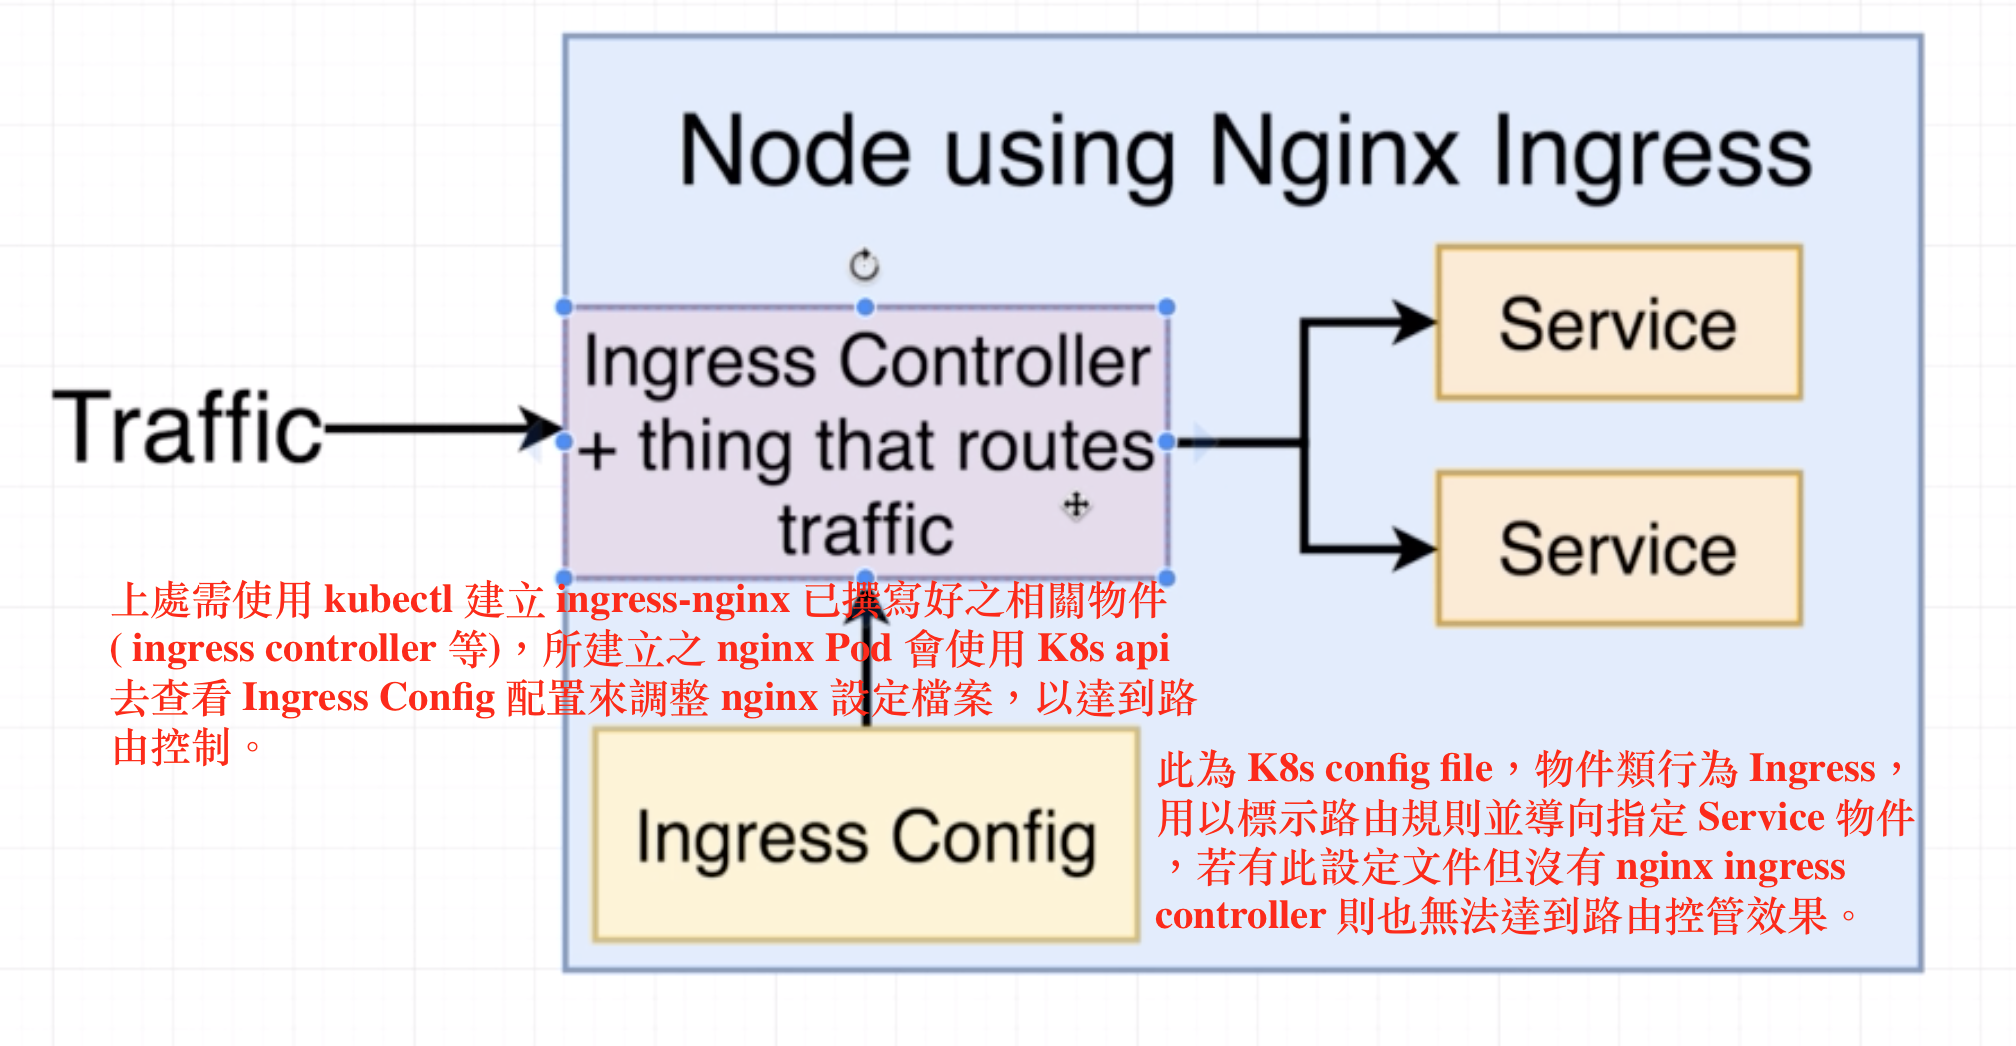 Node using Nginx Ingress
Traffic
Ingress Controller
+ thing that routes
traffic
Service
Service
上處需使用 kubectl 建立 ingress-nginx 已撰寫好之相關物件
( ingress controller 等)，所建立之 nginx Pod 會使用 K8s api
去查看 Ingress Config 配置來調整 nginx 設定檔案，以達到路
由控制。
Ingress Config
此為 K8s config file，物件類行為 Ingress，
用以標示路由規則並導向指定 Service 物件
，若有此設定文件但沒有 nginx ingress
controller 則也無法達到路由控管效果。